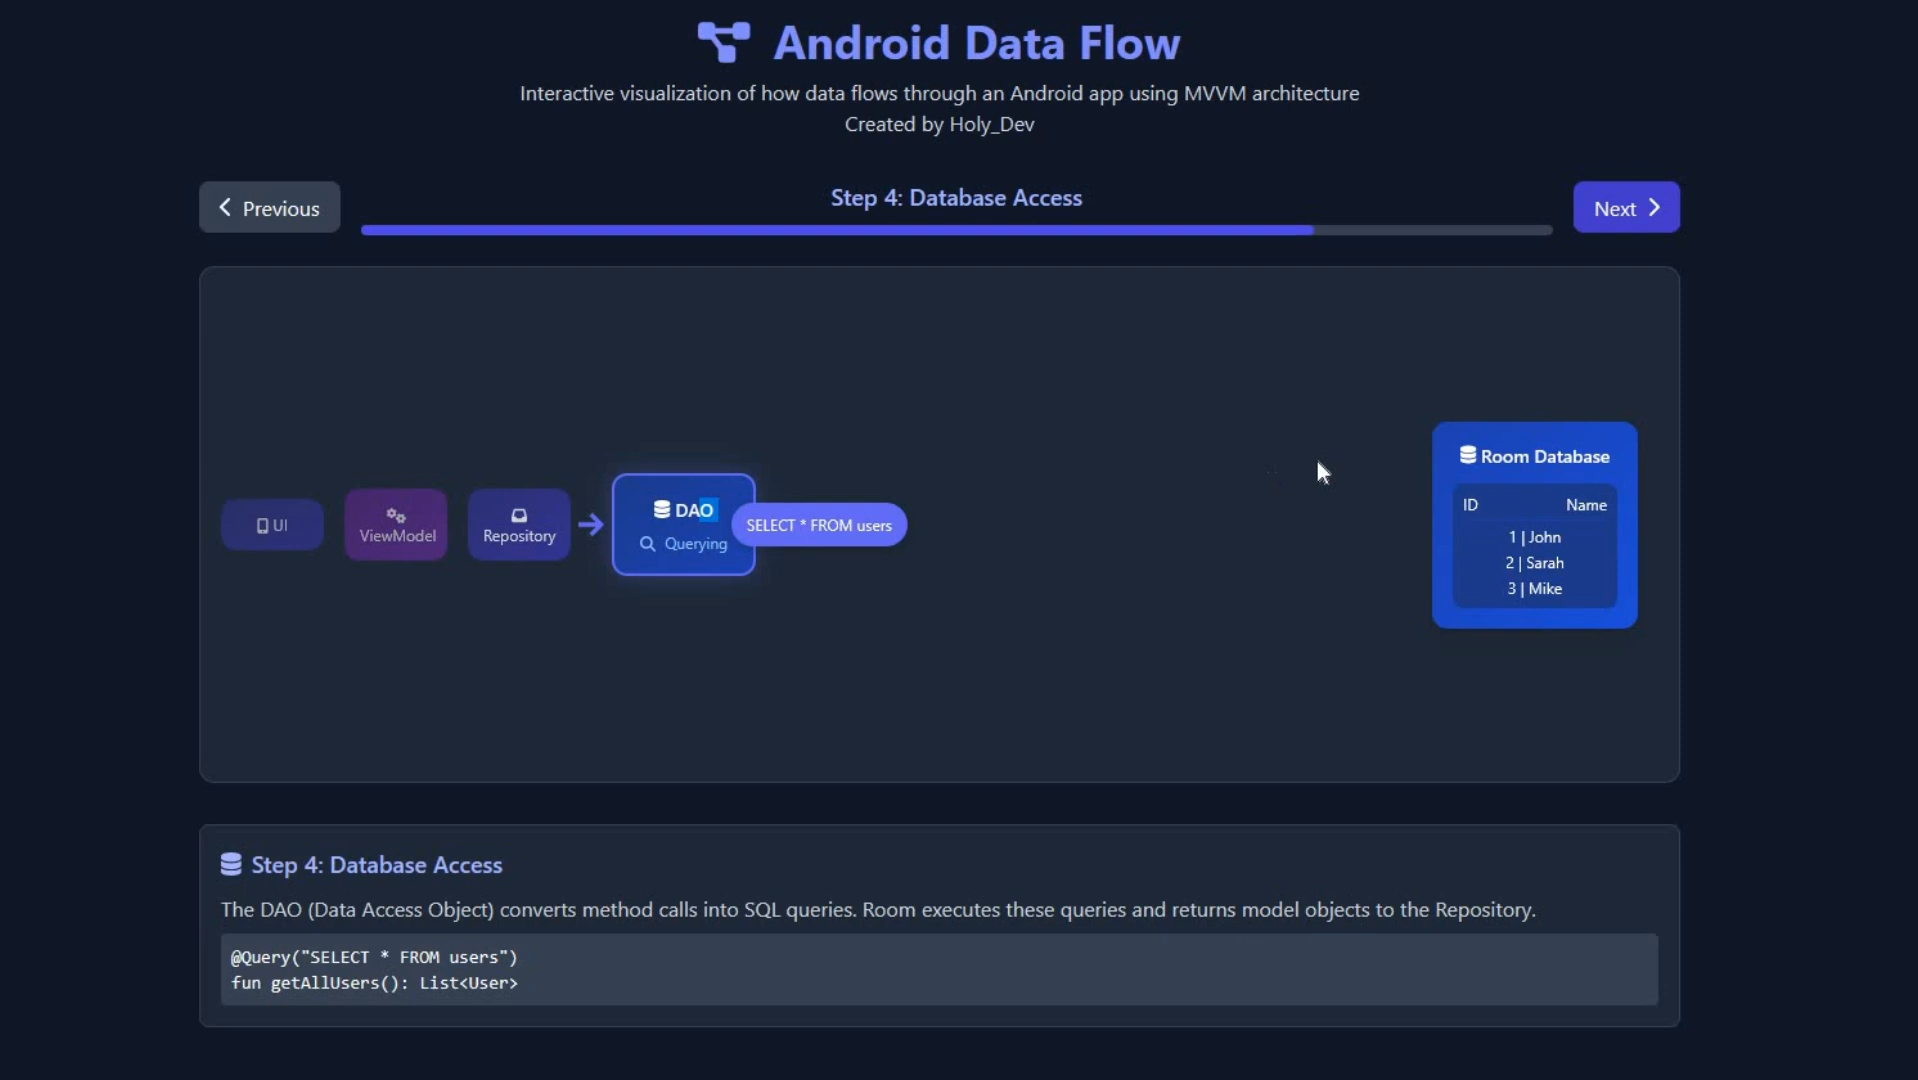 Android Data Flow
Interactive visualization of how data flows through an Android app using MVVM architecture
Created by Holy_Dev
Previous
Step 4: Database Access
Next
UI
ViewModel
Repository
DAO
Querying
SELECT * FROM users
Room Database
ID Name
1 | John
2 | Sarah
3 | Mike
Step 4: Database Access
The DAO (Data Access Object) converts method calls into SQL queries. Room executes these queries and returns model objects to the Repository.
@Query("SELECT * FROM users")
fun getAllUsers(): List<User>